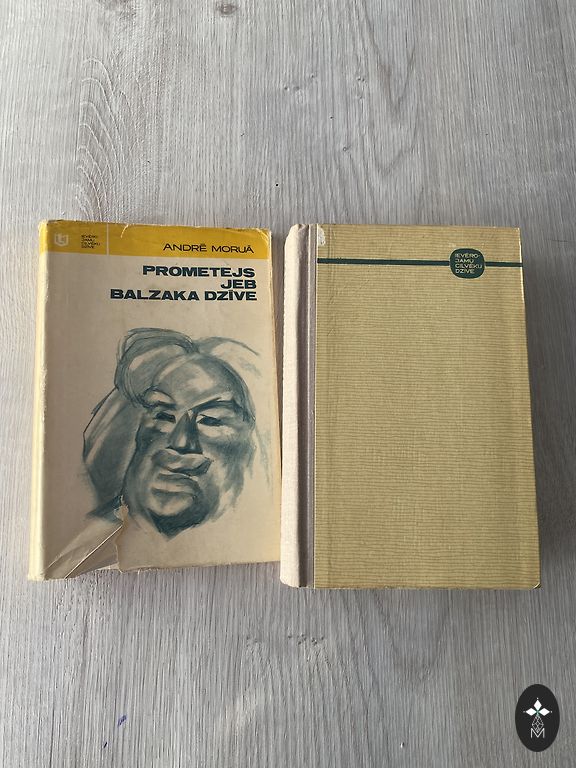 IEVĒRO-
JAMU
CILVĒKU
DZĪVE
ANDRĒ MORUĀ
PROMETEJS
JEB
BALZAKA DZĪVE
IEVĒRO-
JAMU
CILVĒKU
DZĪVE
M